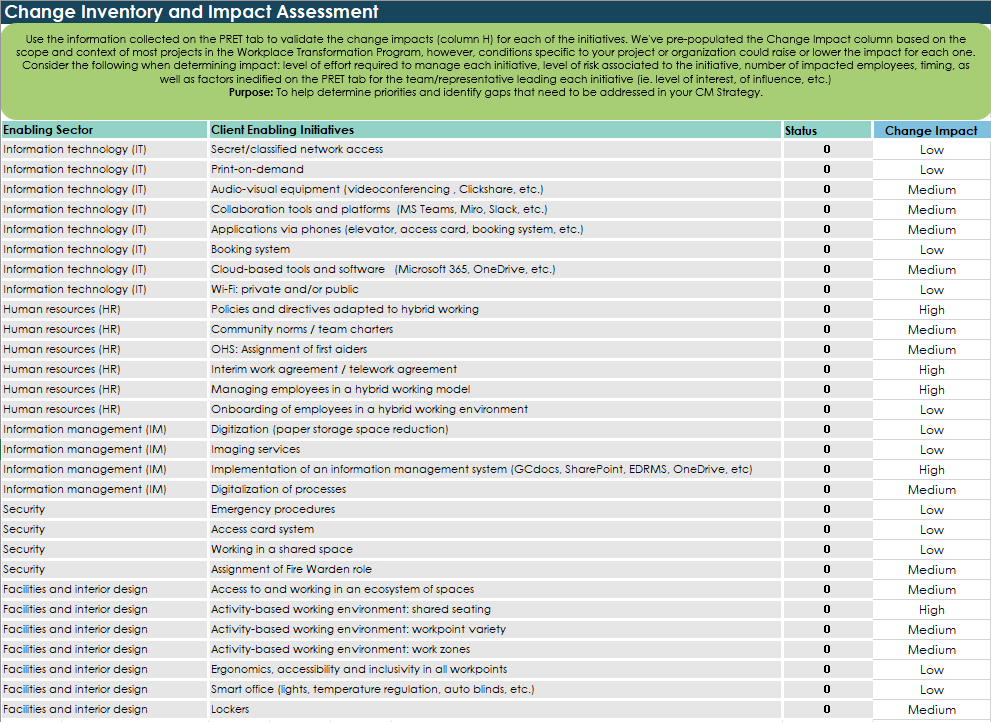 Change Inventory and Impact Assessment
Use the information collected on the PRET tab to validate the change impacts (column H) for each of the initiatives. We've pre-populated the Change Impact column based on the
scope and context of most projects in the Workplace Transformation Program, however, conditions specific to your project or organization could raise or lower the impact for each one.
Consider the following when determining impact: level of effort required to manage each initiative, level of risk associated to the initiative, number of impacted employees, timing, as
well as factors inedified on the PRET tab for the team/representative leading each initiative (ie. level of interest, of influence, etc.)
Purpose: To help determine priorities and identify gaps that need to be addressed in your CM Strategy.
Enabling Sector Client Enabling Initiatives Status Change Impact
Information technology (IT) Secret/classified network access 0 Low
Information technology (IT) Print-on-demand 0 Low
Information technology (IT) Audio-visual equipment (videoconferencing , Clickshare, etc.) 0 Medium
Information technology (IT) Collaboration tools and platforms (MS Teams, Miro, Slack, etc.) 0 Medium
Information technology (IT) Applications via phones (elevator, access card, booking system, etc.) 0 Medium
Information technology (IT) Booking system 0 Low
Information technology (IT) Cloud-based tools and software (Microsoft 365, OneDrive, etc.) 0 Medium
Information technology (IT) Wi-Fi: private and/or public 0 Low
Human resources (HR) Policies and directives adapted to hybrid working 0 High
Human resources (HR) Community norms / team charters 0 Medium
Human resources (HR) OHS: Assignment of first aiders 0 Medium
Human resources (HR) Interim work agreement / telework agreement 0 High
Human resources (HR) Managing employees in a hybrid working model 0 High
Human resources (HR) Onboarding of employees in a hybrid working environment 0 Low
Information management (IM) Digitization (paper storage space reduction) 0 Low
Information management (IM) Imaging services 0 Low
Information management (IM) Implementation of an information management system (GCdocs, SharePoint, EDRMS, OneDrive, etc) 0 High
Information management (IM) Digitalization of processes 0 Medium
Security Emergency procedures 0 Low
Security Access card system 0 Low
Security Working in a shared space 0 Low
Security Assignment of Fire Warden role 0 Medium
Facilities and interior design Access to and working in an ecosystem of spaces 0 Medium
Facilities and interior design Activity-based working environment: shared seating 0 High
Facilities and interior design Activity-based working environment: workpoint variety 0 Medium
Facilities and interior design Activity-based working environment: work zones 0 Medium
Facilities and interior design Ergonomics, accessibility and inclusivity in all workpoints 0 Low
Facilities and interior design Smart office (lights, temperature regulation, auto blinds, etc.) 0 Low
Facilities and interior design Lockers 0 Medium